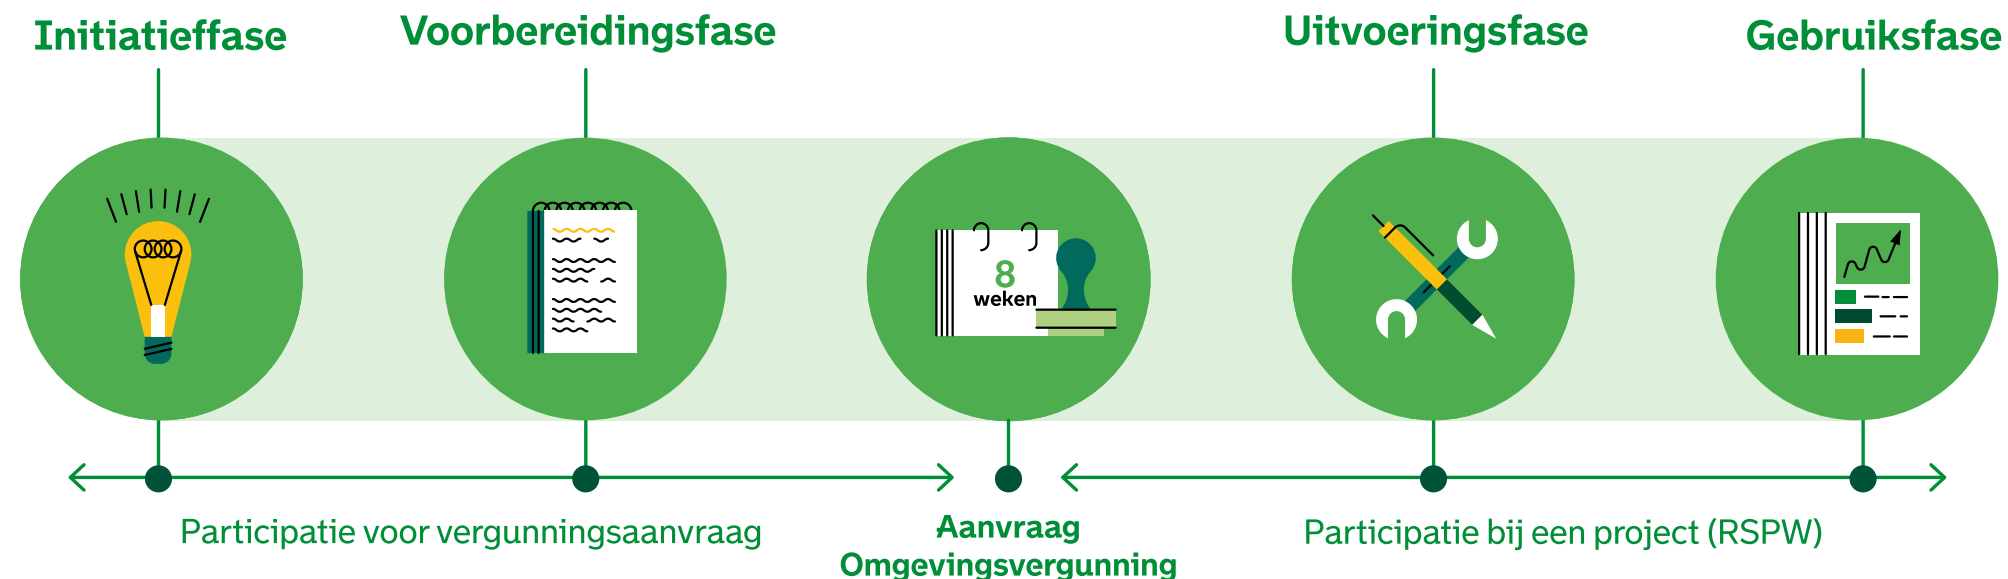 Initiatieffase
Voorbereidingsfase
Uitvoeringsfase
Gebruiksfase
8
weken
Participatie voor vergunningsaanvraag
Aanvraag
Omgevingsvergunning
Participatie bij een project (RSPW)